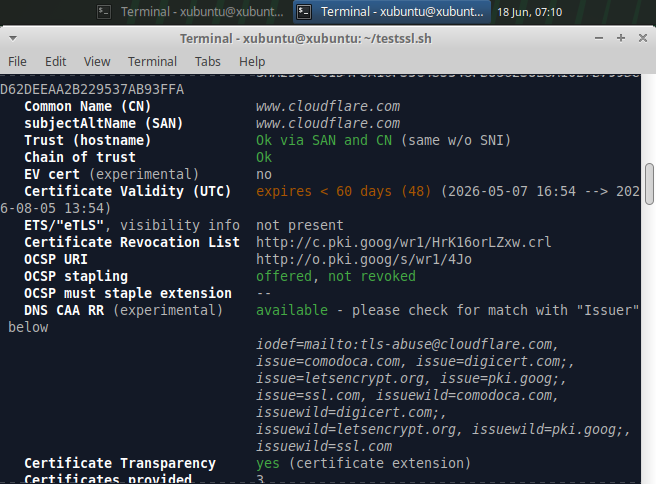 Terminal - xubuntu@xubunt... Terminal - xubuntu@xubunt... 18 Jun, 07:10
Terminal - xubuntu@xubuntu: ~/testssl.sh
File Edit View Terminal Tabs Help
D62DEEAA2B229537AB93FFA
Common Name (CN) www.cloudflare.com
subjectAltName (SAN) www.cloudflare.com
Trust (hostname) Ok via SAN and CN (same w/o SNI)
Chain of trust Ok
EV cert (experimental) no
Certificate Validity (UTC) expires < 60 days (48) (2026-05-07 16:54 --> 202
6-08-05 13:54)
ETS/"eTLS", visibility info not present
Certificate Revocation List http://c.pki.goog/wr1/HrK16orLZxw.crl
OCSP URI http://o.pki.goog/s/wr1/4Jo
OCSP stapling offered, not revoked
OCSP must staple extension --
DNS CAA RR (experimental) available - please check for match with "Issuer"
below
iodef=mailto:tls-abuse@cloudflare.com,
issue=comodoca.com, issue=digicert.com;,
issue=letsencrypt.org, issue=pki.goog;,
issue=ssl.com, issuewild=comodoca.com,
issuewild=digicert.com;,
issuewild=letsencrypt.org, issuewild=pki.goog;,
issuewild=ssl.com
Certificate Transparency yes (certificate extension)
Certificates provided 3